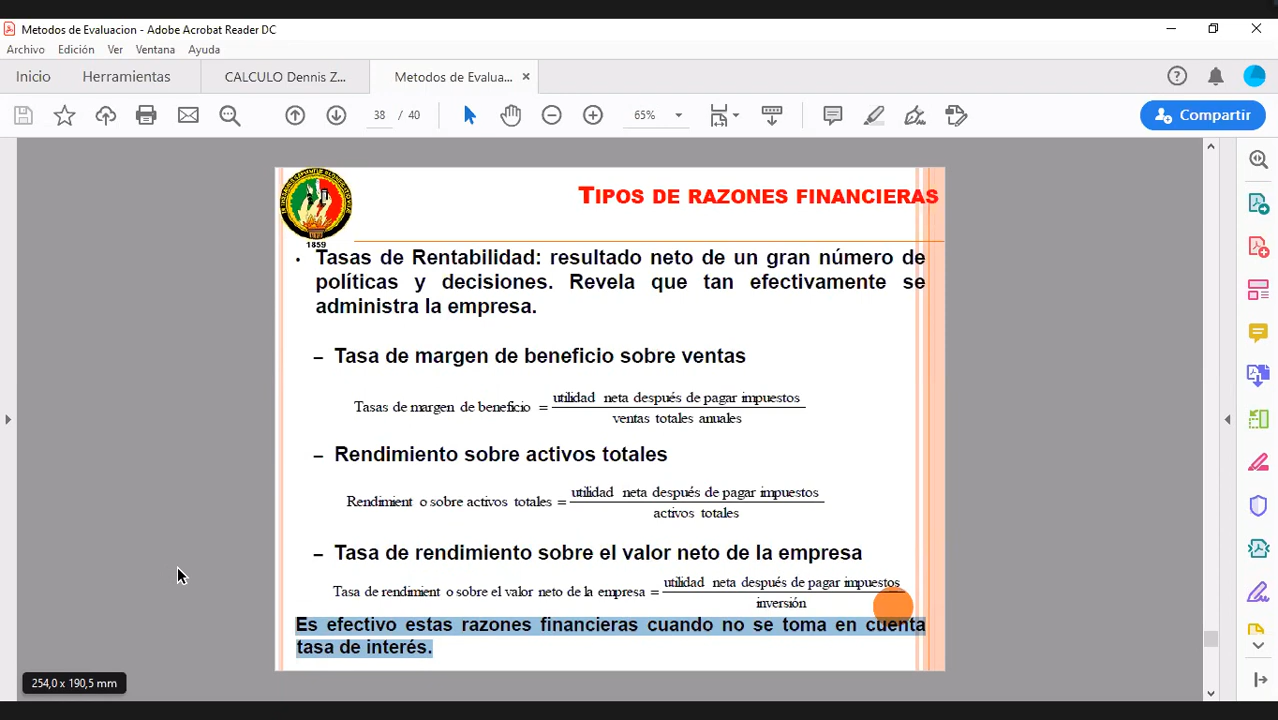 Metodos de Evaluacion - Adobe Acrobat Reader DC
Archivo Edición Ver Ventana Ayuda
Inicio Herramientas CALCULO Dennis Z... Metodos de Evalua... ×
38 / 40 65% Compartir
TIPOS DE RAZONES FINANCIERAS
1859
• Tasas de Rentabilidad: resultado neto de un gran número de
políticas y decisiones. Revela que tan efectivamente se
administra la empresa.
– Tasa de margen de beneficio sobre ventas
utilidad neta después de pagar impuestos
Tasas de margen de beneficio =
ventas totales anuales
– Rendimiento sobre activos totales
utilidad neta después de pagar impuestos
Rendimient o sobre activos totales =
activos totales
– Tasa de rendimiento sobre el valor neto de la empresa
utilidad neta después de pagar impuestos
Tasa de rendimient o sobre el valor neto de la empresa =
inversión
Es efectivo estas razones financieras cuando no se toma en cuenta
tasa de interés.
254,0 x 190,5 mm